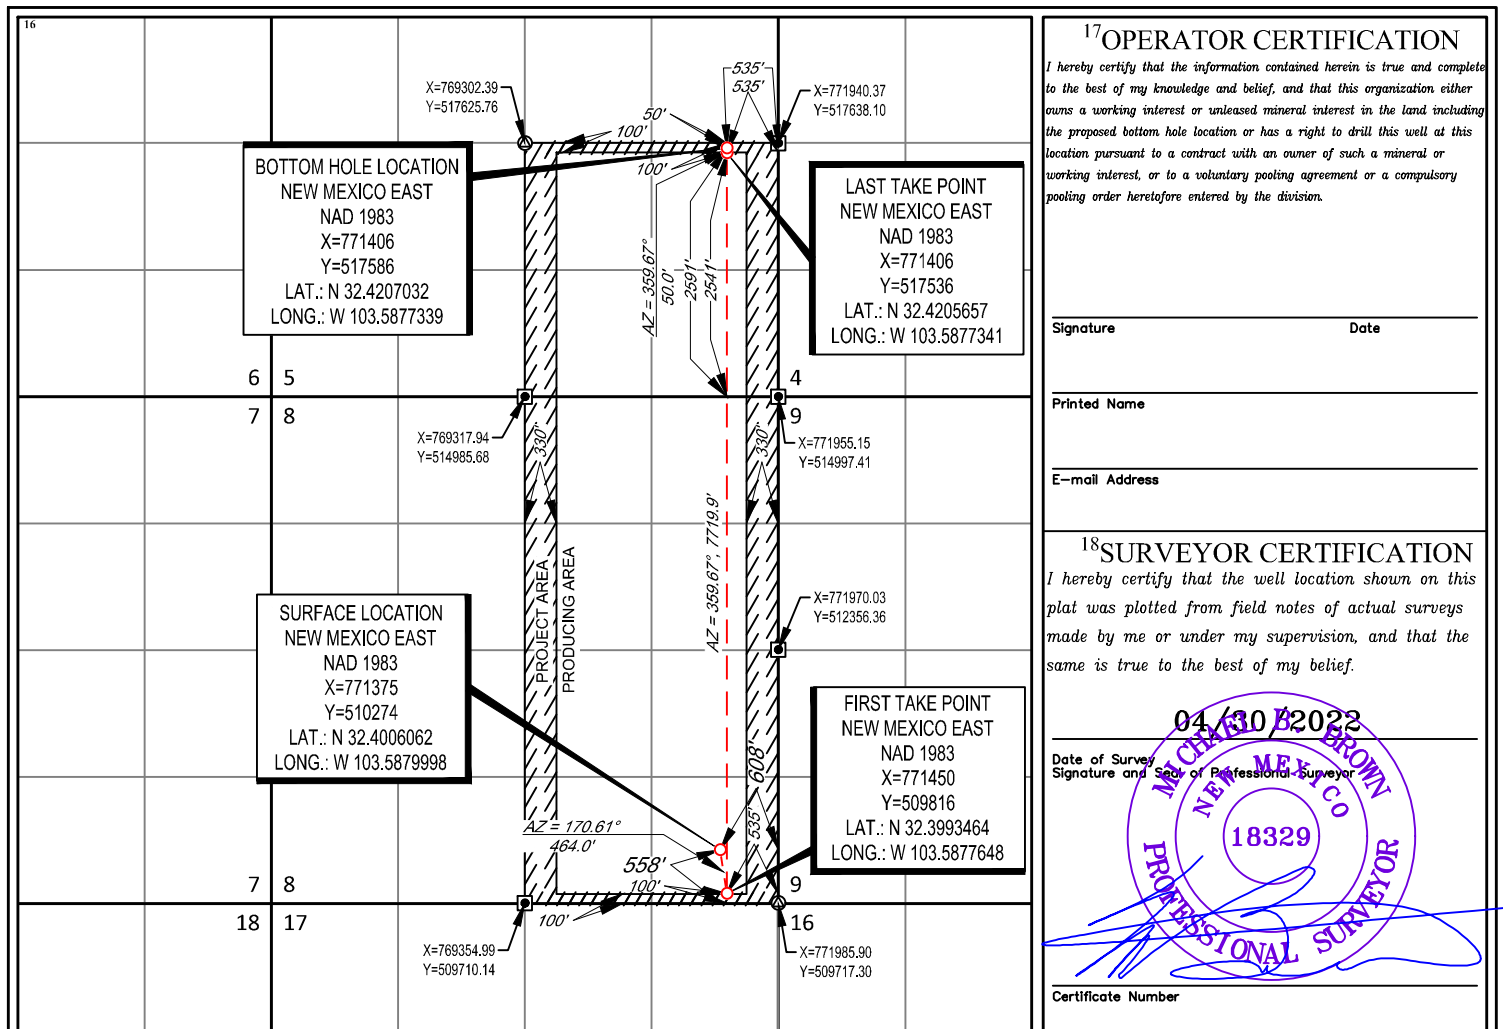 16
535'
535'
X=769302.39
Y=517625.76
X=771940.37
Y=517638.10
50'
100'
100'
BOTTOM HOLE LOCATION
NEW MEXICO EAST
NAD 1983
X=771406
Y=517586
LAT.: N 32.4207032
LONG.: W 103.5877339
LAST TAKE POINT
NEW MEXICO EAST
NAD 1983
X=771406
Y=517536
LAT.: N 32.4205657
LONG.: W 103.5877341
AZ = 359.67°
50.0'
2591'
2541'
6 5
4
7 8
9
X=769317.94
Y=514985.68
330'
330'
X=771955.15
Y=514997.41
AZ = 359.67°, 7719.9'
PROJECT AREA
PRODUCING AREA
X=771970.03
Y=512356.36
SURFACE LOCATION
NEW MEXICO EAST
NAD 1983
X=771375
Y=510274
LAT.: N 32.4006062
LONG.: W 103.5879998
FIRST TAKE POINT
NEW MEXICO EAST
NAD 1983
X=771450
Y=509816
LAT.: N 32.3993464
LONG.: W 103.5877648
608'
535'
AZ = 170.61°
464.0'
558'
100'
100'
7 8
9
18 17
16
X=769354.99
Y=509710.14
X=771985.90
Y=509717.30
17OPERATOR CERTIFICATION
I hereby certify that the information contained herein is true and complete
to the best of my knowledge and belief, and that this organization either
owns a working interest or unleased mineral interest in the land including
the proposed bottom hole location or has a right to drill this well at this
location pursuant to a contract with an owner of such a mineral or
working interest, or to a voluntary pooling agreement or a compulsory
pooling order heretofore entered by the division.
Signature Date
Printed Name
E-mail Address
18SURVEYOR CERTIFICATION
I hereby certify that the well location shown on this
plat was plotted from field notes of actual surveys
made by me or under my supervision, and that the
same is true to the best of my belief.
04/30/2022
Date of Survey
Signature and Seal of Professional Surveyor
MICHAEL B. BROWN
NEW MEXICO
18329
PROFESSIONAL SURVEYOR
Certificate Number